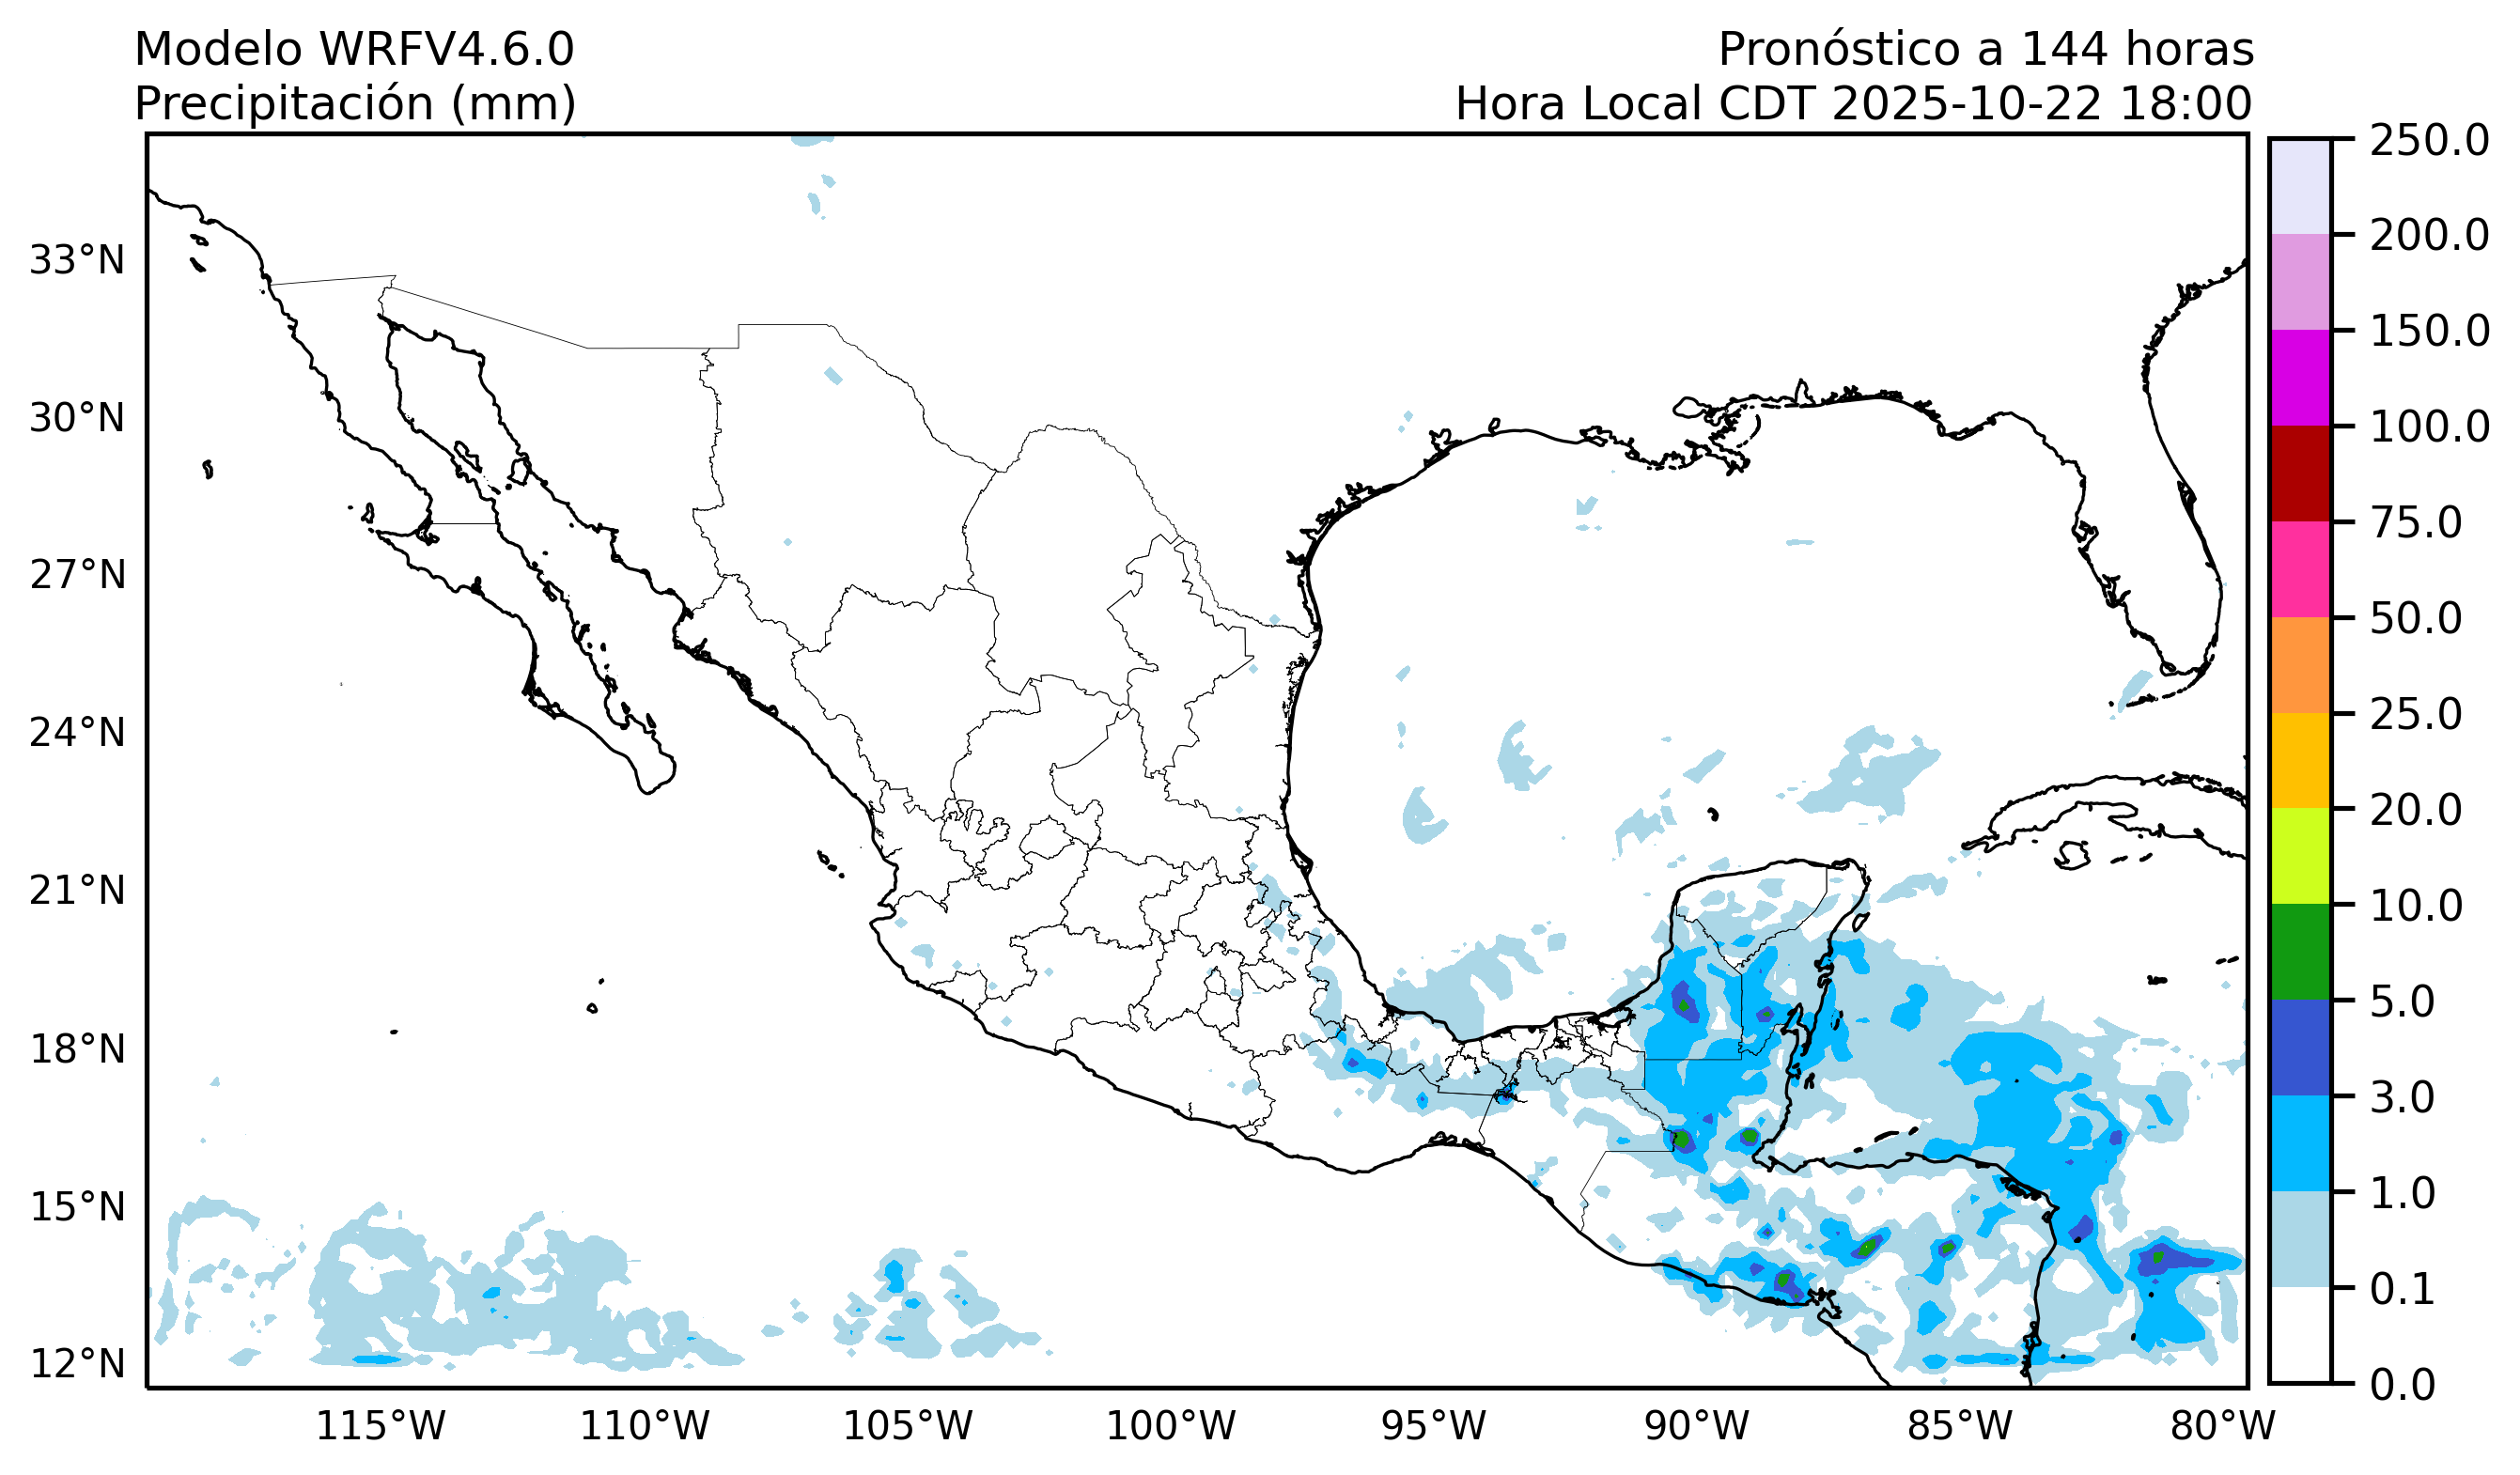 Modelo WRFV4.6.0
Precipitación (mm)
Pronóstico a 144 horas
Hora Local CDT 2025-10-22 18:00
33°N
30°N
27°N
24°N
21°N
18°N
15°N
12°N
115°W
110°W
105°W
100°W
95°W
90°W
85°W
80°W
250.0
200.0
150.0
100.0
75.0
50.0
25.0
20.0
10.0
5.0
3.0
1.0
0.1
0.0